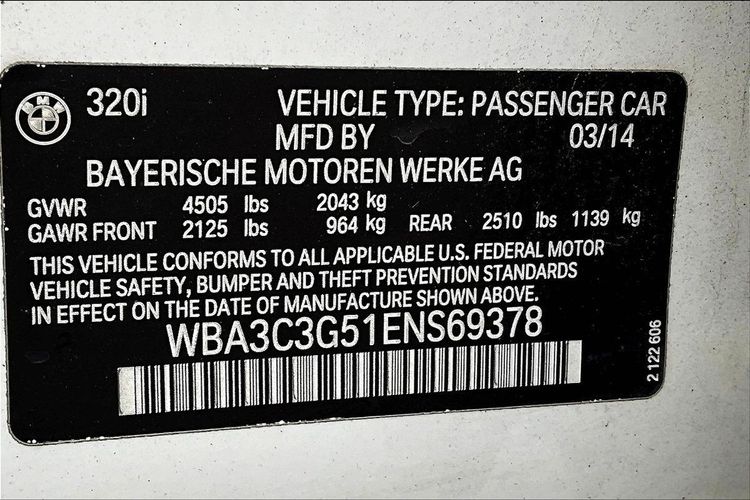 BMW 320i VEHICLE TYPE: PASSENGER CAR
MFD BY 03/14
BAYERISCHE MOTOREN WERKE AG
GVWR 4505 lbs 2043 kg
GAWR FRONT 2125 lbs 964 kg REAR 2510 lbs 1139 kg
THIS VEHICLE CONFORMS TO ALL APPLICABLE U.S. FEDERAL MOTOR
VEHICLE SAFETY, BUMPER AND THEFT PREVENTION STANDARDS
IN EFFECT ON THE DATE OF MANUFACTURE SHOWN ABOVE.
WBA3C3G51ENS69378
2 122 606